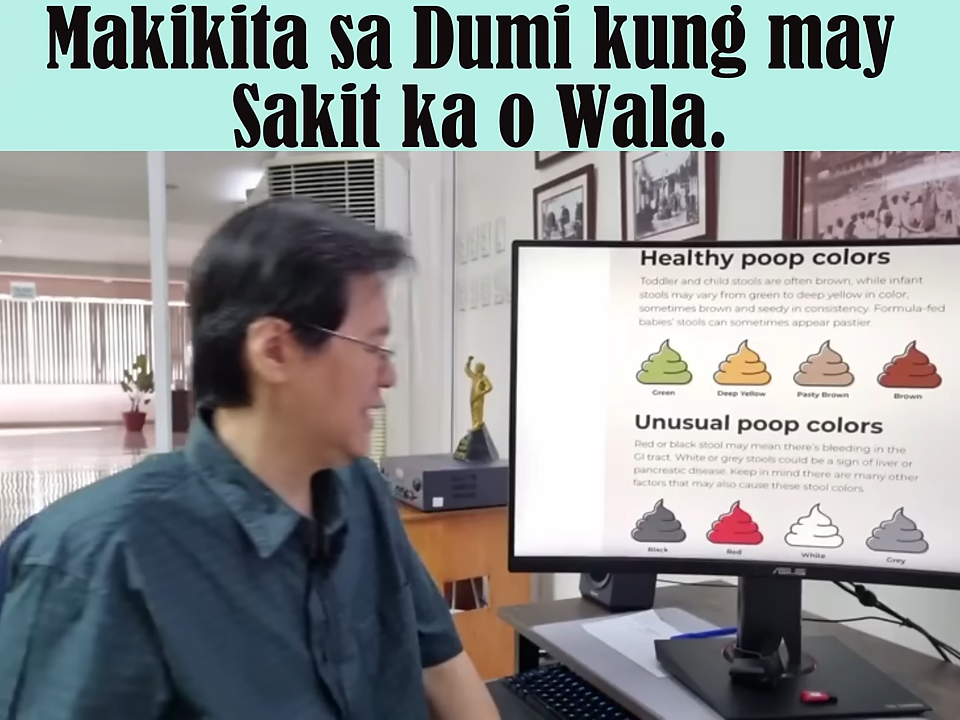 Makikita sa Dumi kung may
Sakit ka o Wala.
Healthy poop colors
Toddler and child stools are often brown, while infant
stools may vary from green to deep yellow in color,
sometimes brown and seedy in consistency. Formula-fed
babies' stools can sometimes appear pastier.
Green Deep Yellow Pasty Brown Brown
Unusual poop colors
Red or black stool may mean there's bleeding in the
GI tract. White or grey stools could be a sign of liver or
pancreatic disease. Keep in mind there are many other
factors that may also cause these stool colors.
Black Red White Grey
ASUS